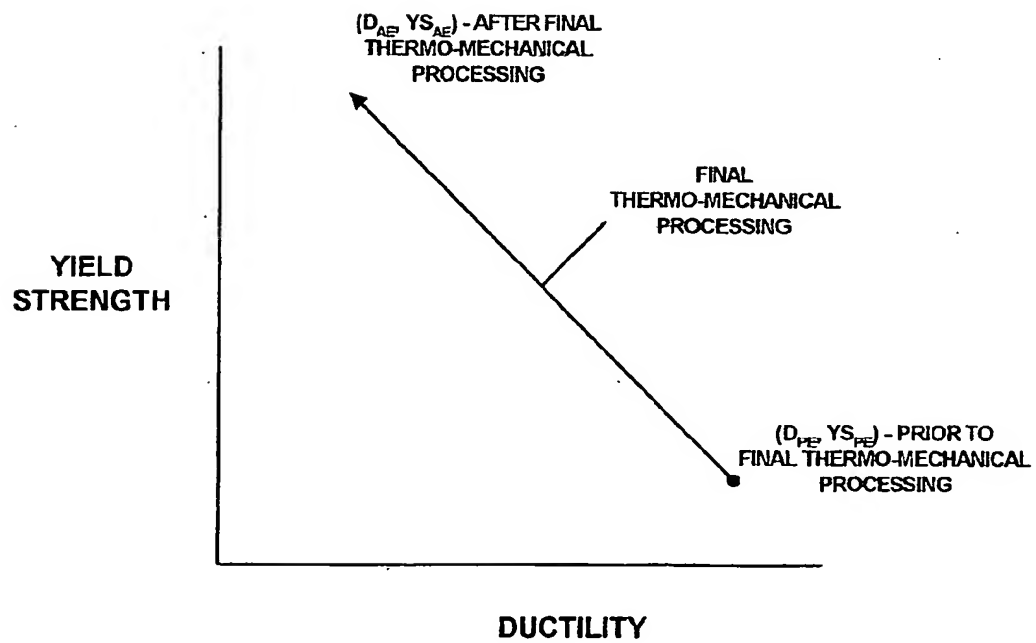 (D_AE, YS_AE) - AFTER FINAL
THERMO-MECHANICAL
PROCESSING
FINAL
THERMO-MECHANICAL
PROCESSING
YIELD
STRENGTH
(D_PE, YS_PE) - PRIOR TO
FINAL THERMO-MECHANICAL
PROCESSING
DUCTILITY